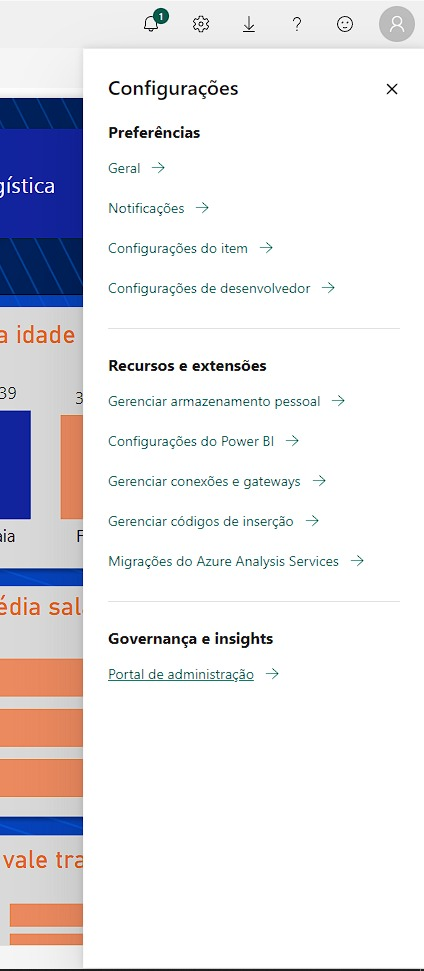 1
Configurações
Preferências
Geral
Notificações
Configurações do item
Configurações de desenvolvedor
Recursos e extensões
Gerenciar armazenamento pessoal
Configurações do Power BI
Gerenciar conexões e gateways
Gerenciar códigos de inserção
Migrações do Azure Analysis Services
Governança e insights
Portal de administração
gística
a idade
39
3
aia
F
édia sal
vale tra